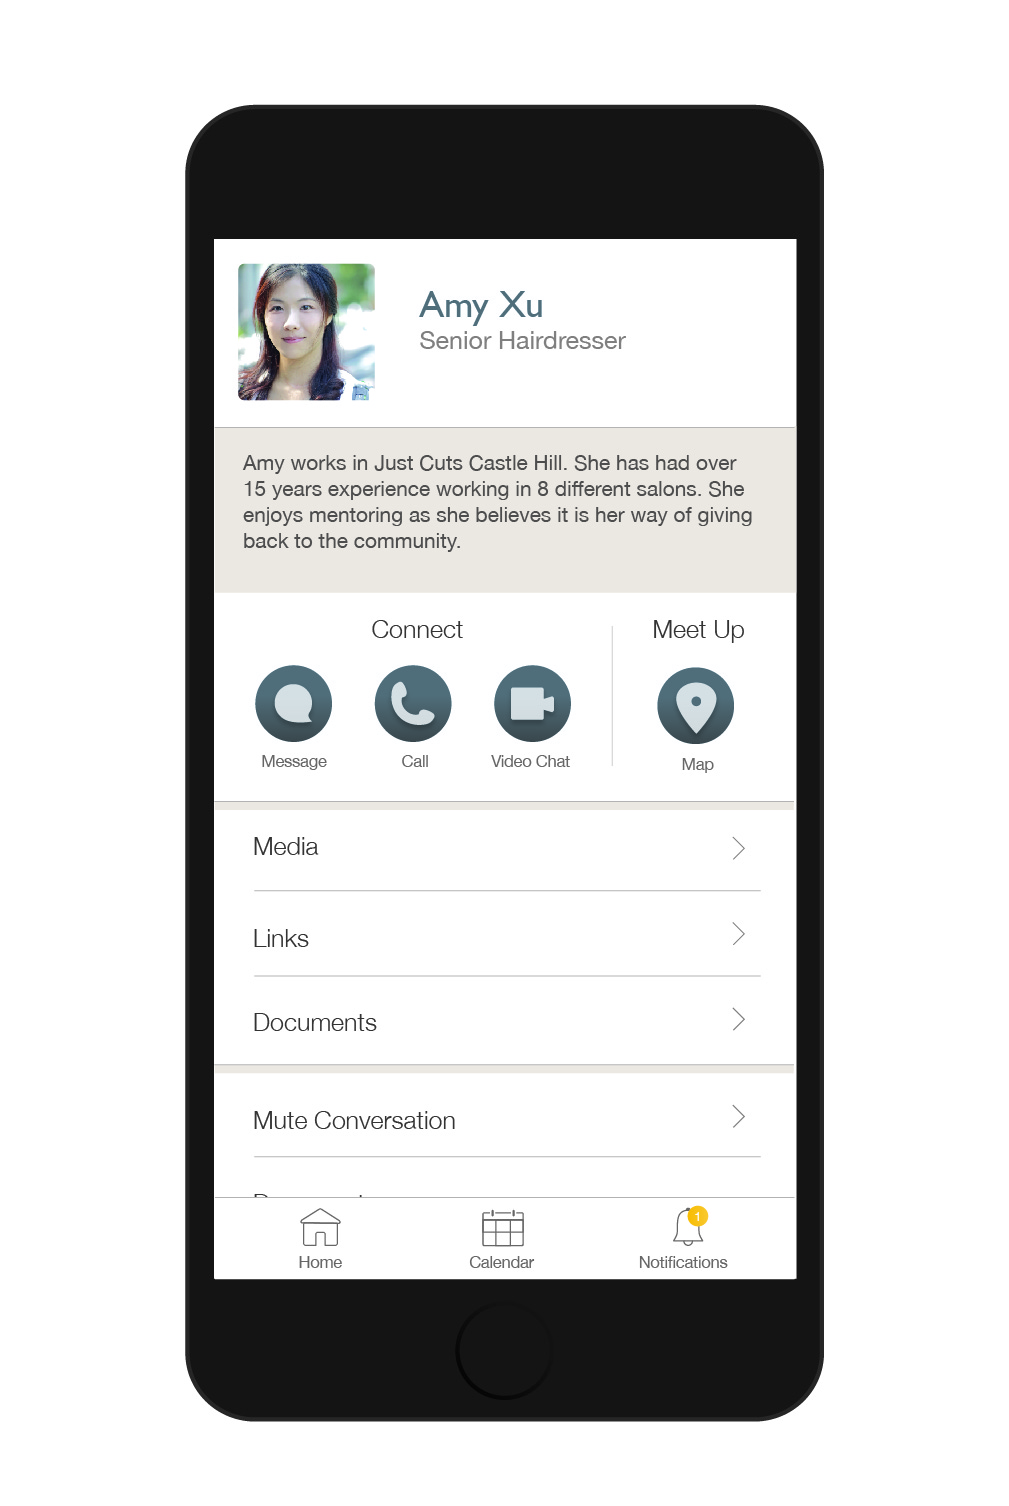 Amy Xu
Senior Hairdresser
Amy works in Just Cuts Castle Hill. She has had over
15 years experience working in 8 different salons. She
enjoys mentoring as she believes it is her way of giving
back to the community.
Connect
Meet Up
Message
Call
Video Chat
Map
Media
Links
Documents
Mute Conversation
1
Home
Calendar
Notifications